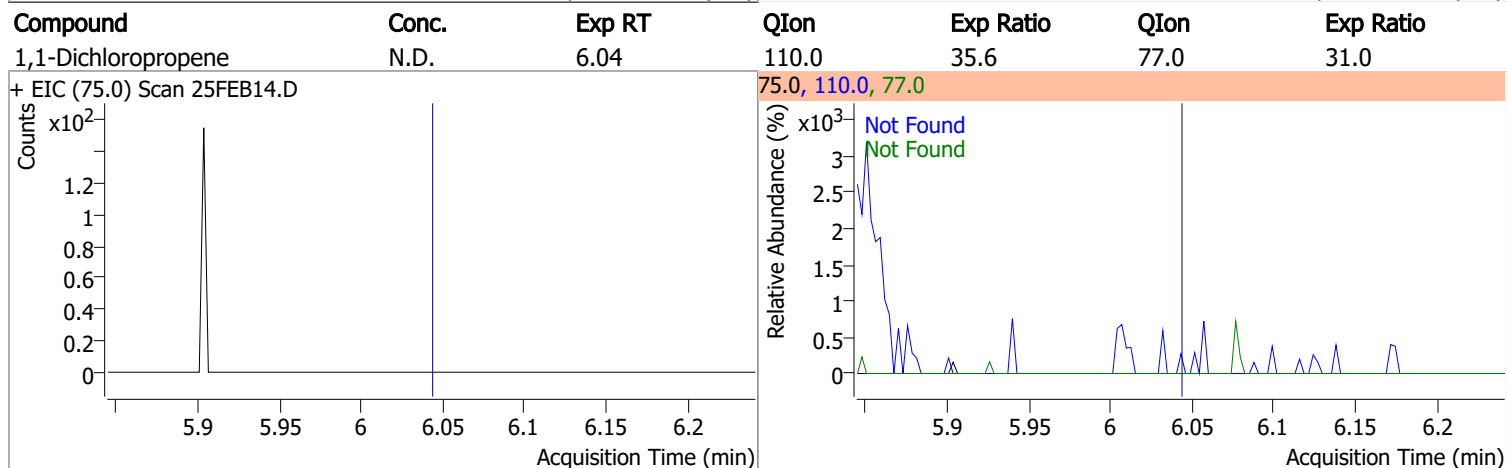 Compound Conc. Exp RT QIon Exp Ratio QIon Exp Ratio
1,1-Dichloropropene N.D. 6.04 110.0 35.6 77.0 31.0
+ EIC (75.0) Scan 25FEB14.D
Counts
x10²
1.2
1
0.8
0.6
0.4
0.2
0
5.9 5.95 6 6.05 6.1 6.15 6.2
Acquisition Time (min)
75.0, 110.0, 77.0
Relative Abundance (%)
x10³
Not Found
Not Found
3
2.5
2
1.5
1
0.5
0
5.9 5.95 6 6.05 6.1 6.15 6.2
Acquisition Time (min)